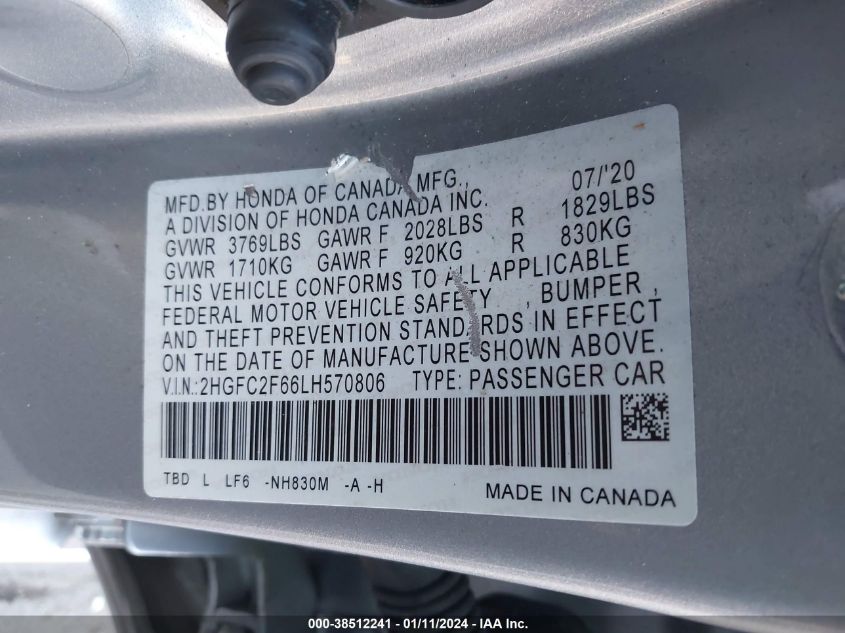 MFD.BY HONDA OF CANADA MFG., 07/'20
A DIVISION OF HONDA CANADA INC.
GVWR 3769LBS GAWR F 2028LBS R 1829LBS
GVWR 1710KG GAWR F 920KG R 830KG
THIS VEHICLE CONFORMS TO ALL APPLICABLE
FEDERAL MOTOR VEHICLE SAFETY , BUMPER ,
AND THEFT PREVENTION STANDARDS IN EFFECT
ON THE DATE OF MANUFACTURE SHOWN ABOVE.
V.I.N.:2HGFC2F66LH570806 TYPE: PASSENGER CAR
TBD L LF6 -NH830M -A -H
MADE IN CANADA
000-38512241 - 01/11/2024 - IAA Inc.